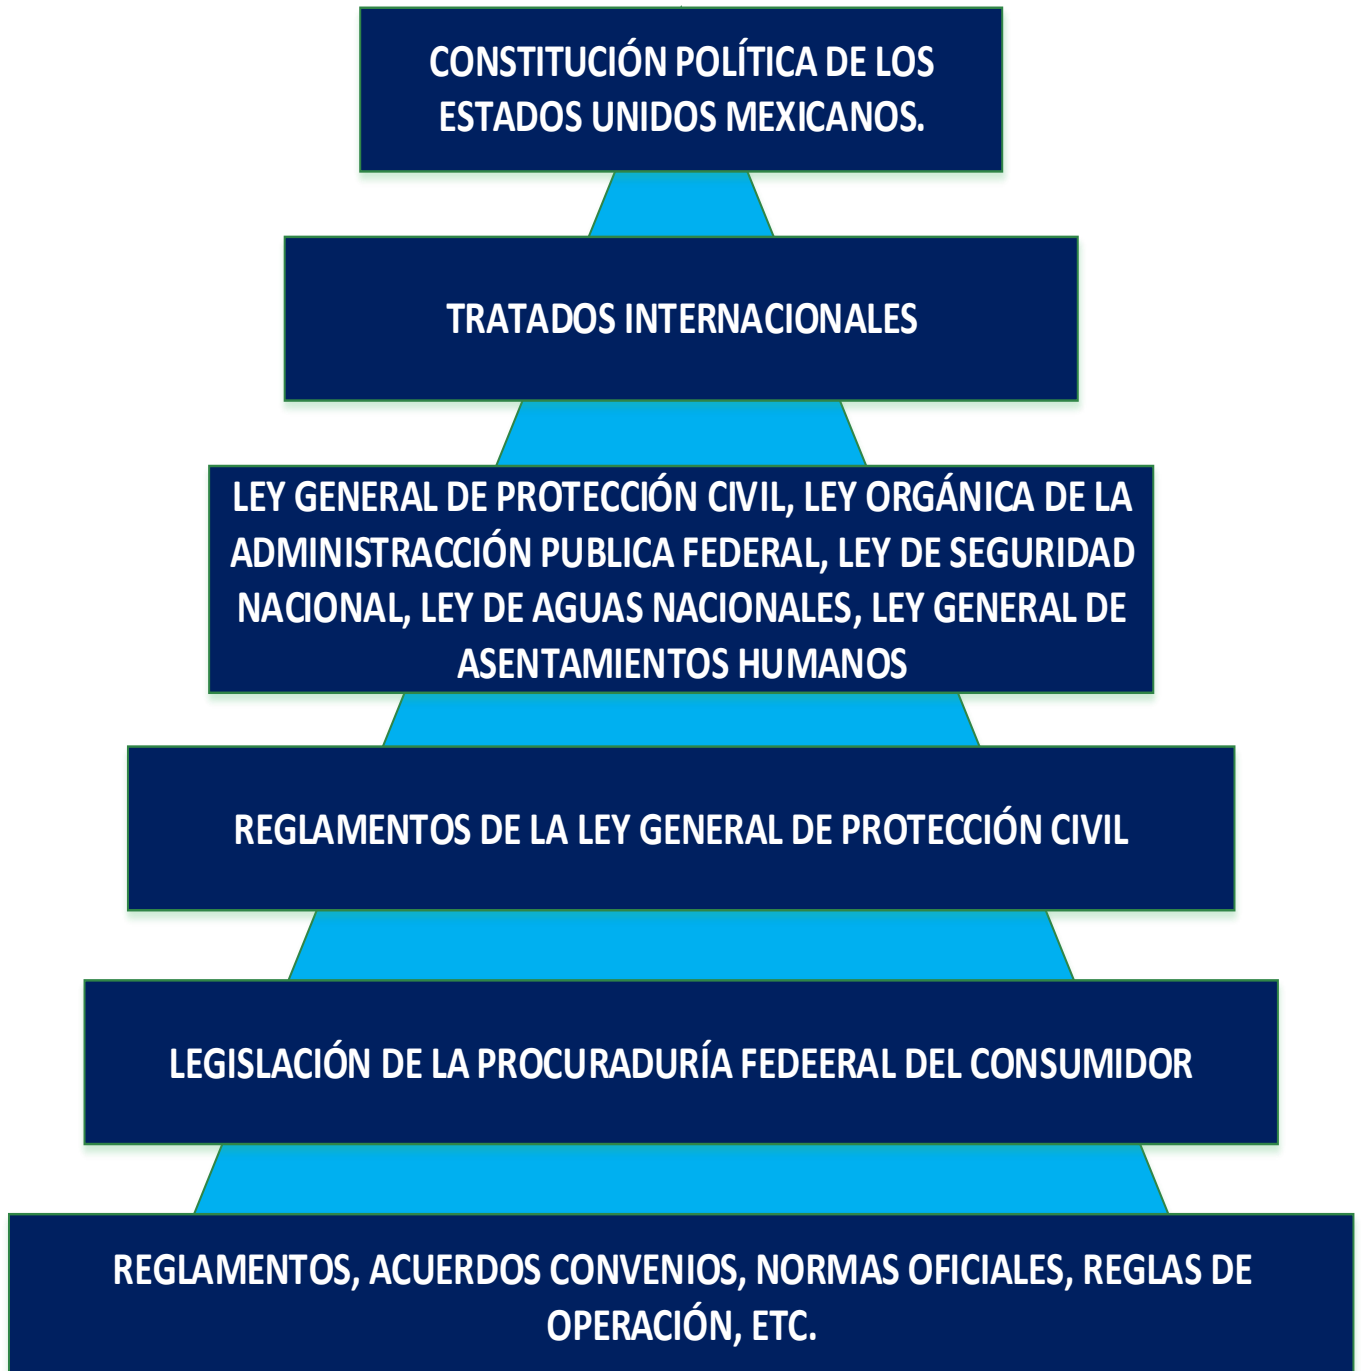 CONSTITUCIÓN POLÍTICA DE LOS
ESTADOS UNIDOS MEXICANOS.
TRATADOS INTERNACIONALES
LEY GENERAL DE PROTECCIÓN CIVIL, LEY ORGÁNICA DE LA
ADMINISTRACCIÓN PUBLICA FEDERAL, LEY DE SEGURIDAD
NACIONAL, LEY DE AGUAS NACIONALES, LEY GENERAL DE
ASENTAMIENTOS HUMANOS
REGLAMENTOS DE LA LEY GENERAL DE PROTECCIÓN CIVIL
LEGISLACIÓN DE LA PROCURADURÍA FEDEERAL DEL CONSUMIDOR
REGLAMENTOS, ACUERDOS CONVENIOS, NORMAS OFICIALES, REGLAS DE
OPERACIÓN, ETC.